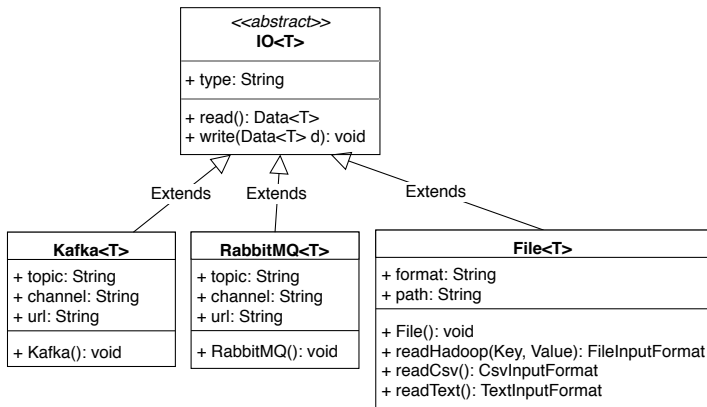 <<abstract>>
IO<T>
+ type: String
+ read(): Data<T>
+ write(Data<T> d): void
Extends
Extends
Extends
Kafka<T>
+ topic: String
+ channel: String
+ url: String
+ Kafka(): void
RabbitMQ<T>
+ topic: String
+ channel: String
+ url: String
+ RabbitMQ(): void
File<T>
+ format: String
+ path: String
+ File(): void
+ readHadoop(Key, Value): FileInputFormat
+ readCsv(): CsvInputFormat
+ readText(): TextInputFormat